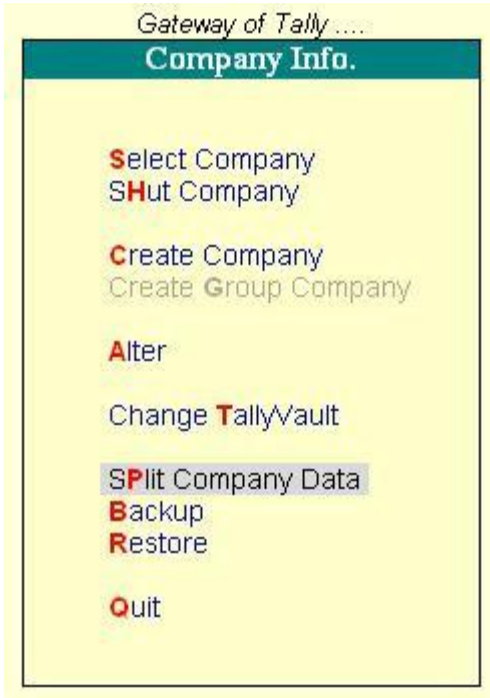 Gateway of Tally ....
Company Info.
Select Company
SHut Company
Create Company
Create Group Company
Alter
Change TallyVault
SPlit Company Data
Backup
Restore
Quit